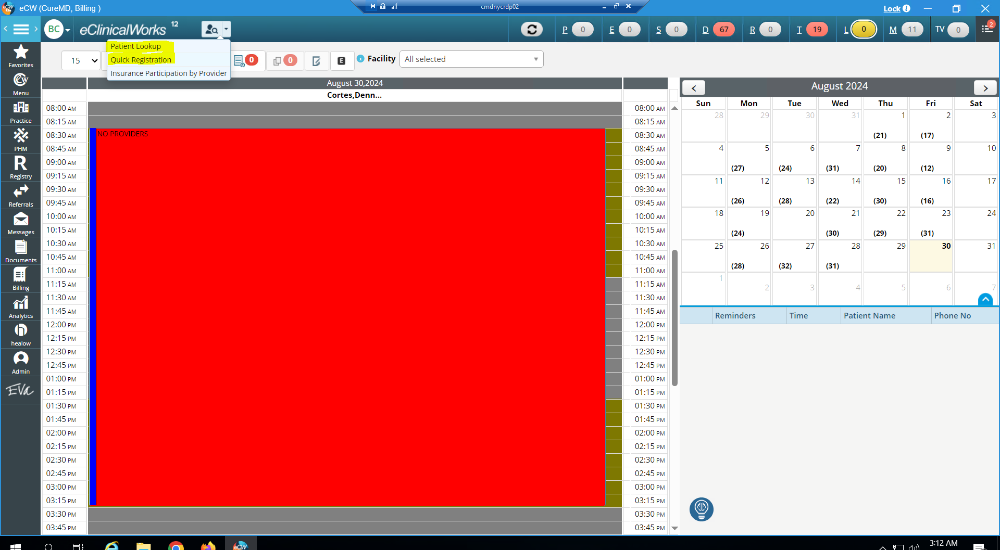 eCW (CureMD, Billing )
cmdnycrdp02
Lock
BC
eClinicalWorks 12
P 0
E 0
S 0
D 67
R 0
T 19
L 0
M 11
TV 0
2
Patient Lookup
Quick Registration
Insurance Participation by Provider
15
0
0
E
Facility
All selected
Favorites
Menu
Practice
PHM
R
Registry
Referrals
Messages
Documents
Billing
Analytics
healow
Admin
EVa
August 30,2024
Cortes,Denn...
NO PROVIDERS
08:00 AM 08:00 AM
08:15 AM 08:15 AM
08:30 AM 08:30 AM
08:45 AM 08:45 AM
09:00 AM 09:00 AM
09:15 AM 09:15 AM
09:30 AM 09:30 AM
09:45 AM 09:45 AM
10:00 AM 10:00 AM
10:15 AM 10:15 AM
10:30 AM 10:30 AM
10:45 AM 10:45 AM
11:00 AM 11:00 AM
11:15 AM 11:15 AM
11:30 AM 11:30 AM
11:45 AM 11:45 AM
12:00 PM 12:00 PM
12:15 PM 12:15 PM
12:30 PM 12:30 PM
12:45 PM 12:45 PM
01:00 PM 01:00 PM
01:15 PM 01:15 PM
01:30 PM 01:30 PM
01:45 PM 01:45 PM
02:00 PM 02:00 PM
02:15 PM 02:15 PM
02:30 PM 02:30 PM
02:45 PM 02:45 PM
03:00 PM 03:00 PM
03:15 PM 03:15 PM
03:30 PM 03:30 PM
03:45 PM 03:45 PM
August 2024
Sun Mon Tue Wed Thu Fri Sat
28 29 30 31 1 2 3
(21) (17)
4 5 6 7 8 9 10
(27) (24) (31) (20) (12)
11 12 13 14 15 16 17
(26) (28) (22) (30) (16)
18 19 20 21 22 23 24
(24) (30) (29) (31)
25 26 27 28 29 30 31
(28) (32) (31)
1 2 3 4 5 6 7
Reminders Time Patient Name Phone No
eCW
3:12 AM